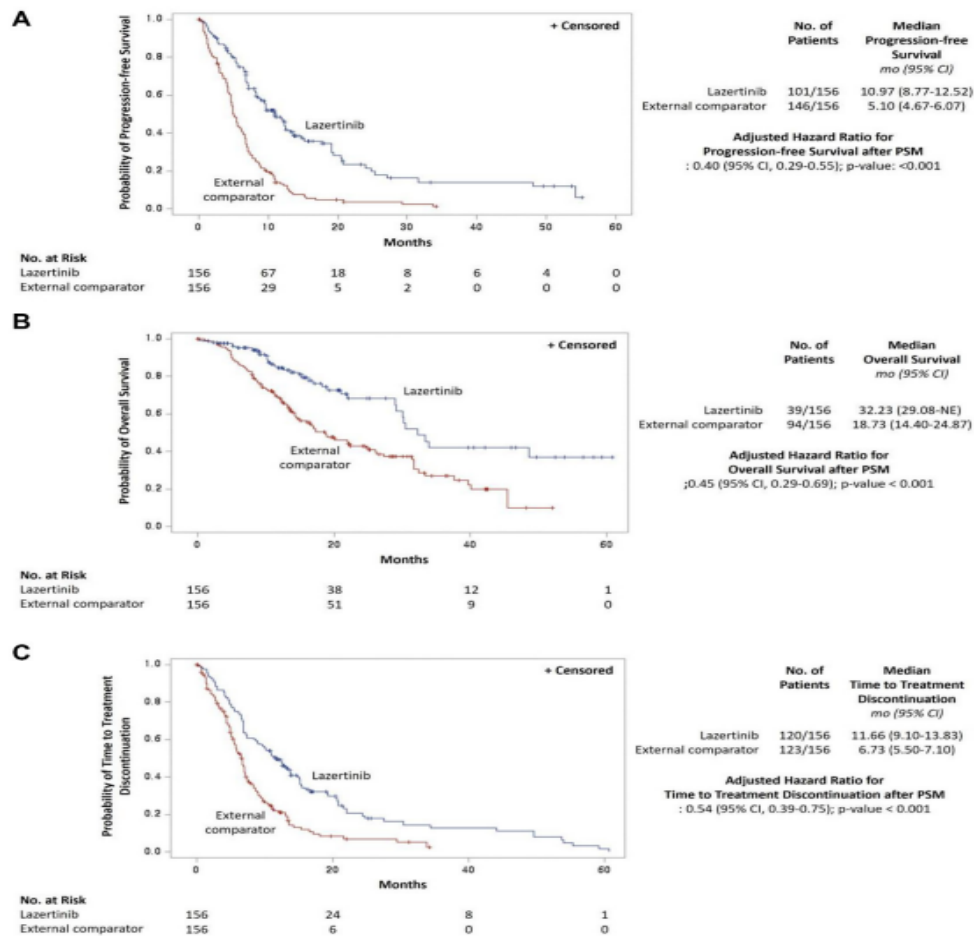 A
+ Censored
No. of
Patients
Median
Progression-free
Survival
mo (95% CI)
Lazertinib 101/156 10.97 (8.77-12.52)
External comparator 146/156 5.10 (4.67-6.07)
Adjusted Hazard Ratio for
Progression-free Survival after PSM
: 0.40 (95% CI, 0.29-0.55); p-value: <0.001
Probability of Progression-free Survival
1.0
0.8
0.6
0.4
0.2
0.0
Lazertinib
External
comparator
0 10 20 30 40 50 60
Months
No. at Risk
Lazertinib 156 67 18 8 6 4 0
External comparator 156 29 5 2 0 0 0
B
+ Censored
No. of
Patients
Median
Overall Survival
mo (95% CI)
Lazertinib 39/156 32.23 (29.08-NE)
External comparator 94/156 18.73 (14.40-24.87)
Adjusted Hazard Ratio for
Overall Survival after PSM
;0.45 (95% CI, 0.29-0.69); p-value < 0.001
Probability of Overall Survival
1.0
0.8
0.6
0.4
0.2
0.0
Lazertinib
External
comparator
0 20 40 60
Months
No. at Risk
Lazertinib 156 38 12 1
External comparator 156 51 9 0
C
+ Censored
No. of
Patients
Median
Time to Treatment
Discontinuation
mo (95% CI)
Lazertinib 120/156 11.66 (9.10-13.83)
External comparator 123/156 6.73 (5.50-7.10)
Adjusted Hazard Ratio for
Time to Treatment Discontinuation after PSM
: 0.54 (95% CI, 0.39-0.75); p-value < 0.001
Probability of Time to Treatment
Discontinuation
1.0
0.8
0.6
0.4
0.2
0.0
Lazertinib
External
comparator
0 20 40 60
Months
No. at Risk
Lazertinib 156 24 8 1
External comparator 156 6 0 0